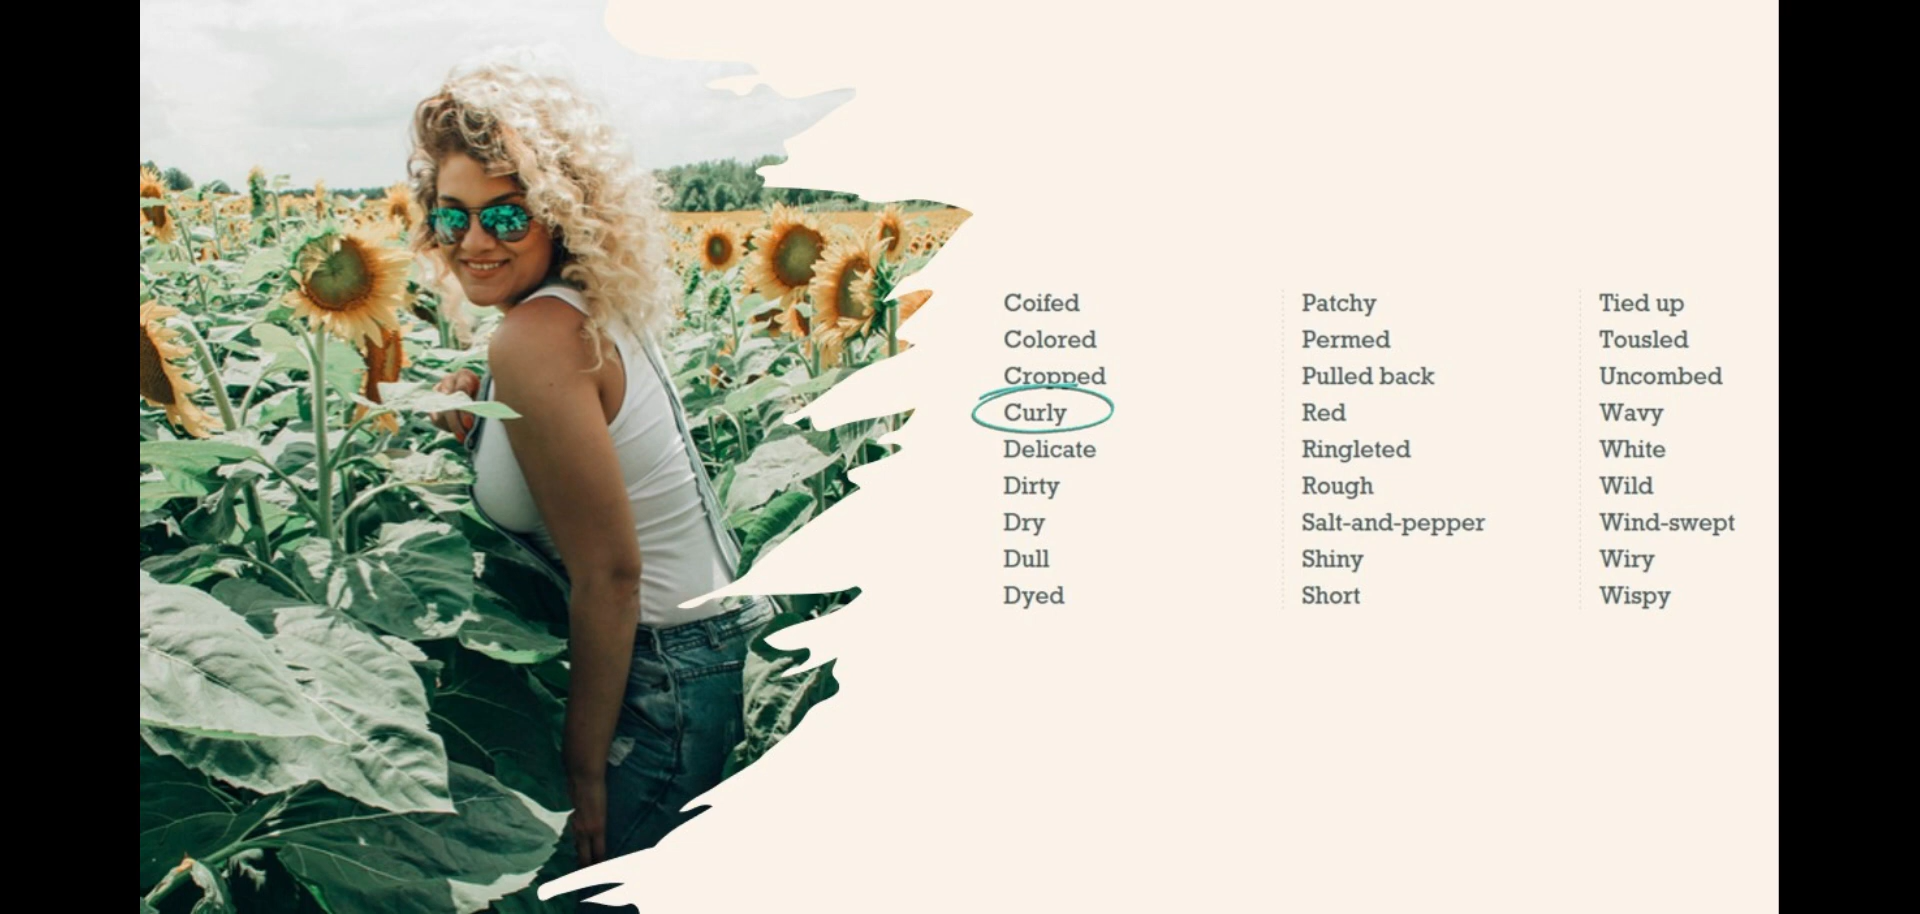 Coifed
Colored
Cropped
Curly
Delicate
Dirty
Dry
Dull
Dyed
Patchy
Permed
Pulled back
Red
Ringleted
Rough
Salt-and-pepper
Shiny
Short
Tied up
Tousled
Uncombed
Wavy
White
Wild
Wind-swept
Wiry
Wispy